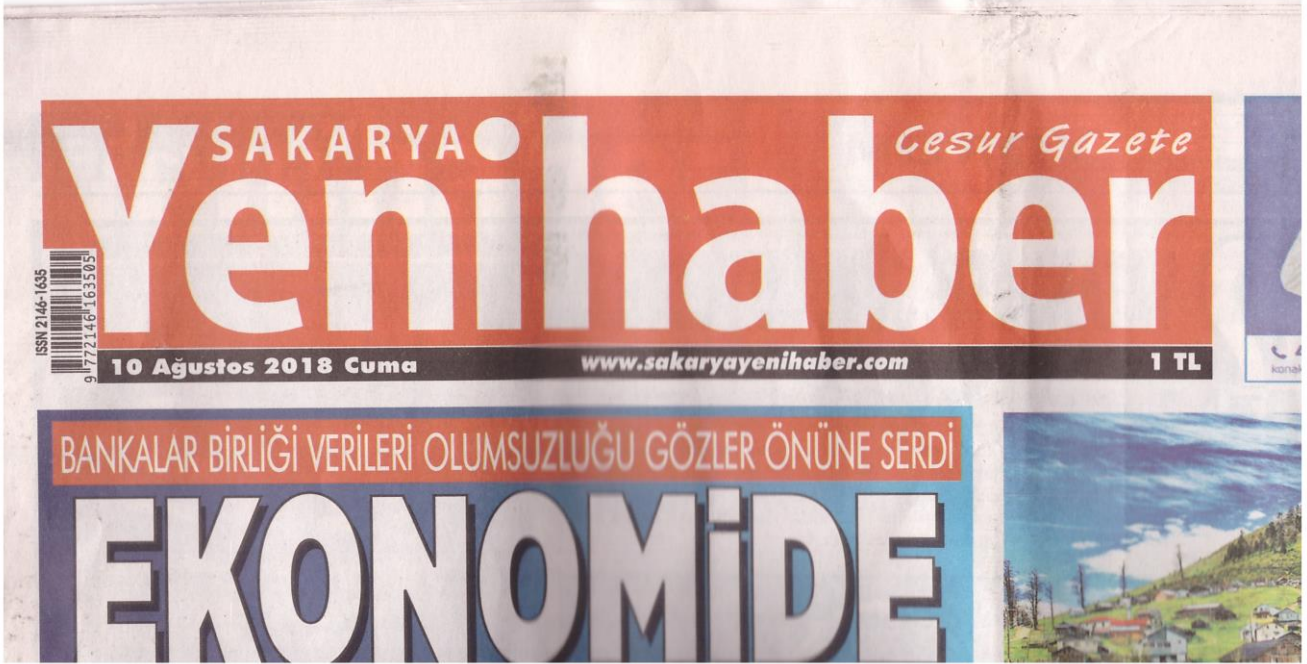 SAKARYA
Cesur Gazete
Yenihaber
ISSN 2146-1635
9 772146 163505
10 Ağustos 2018 Cuma
www.sakaryayenihaber.com
1 TL
BANKALAR BİRLİĞİ VERİLERİ OLUMSUZLUĞU GÖZLER ÖNÜNE SERDİ
EKONOMİDE